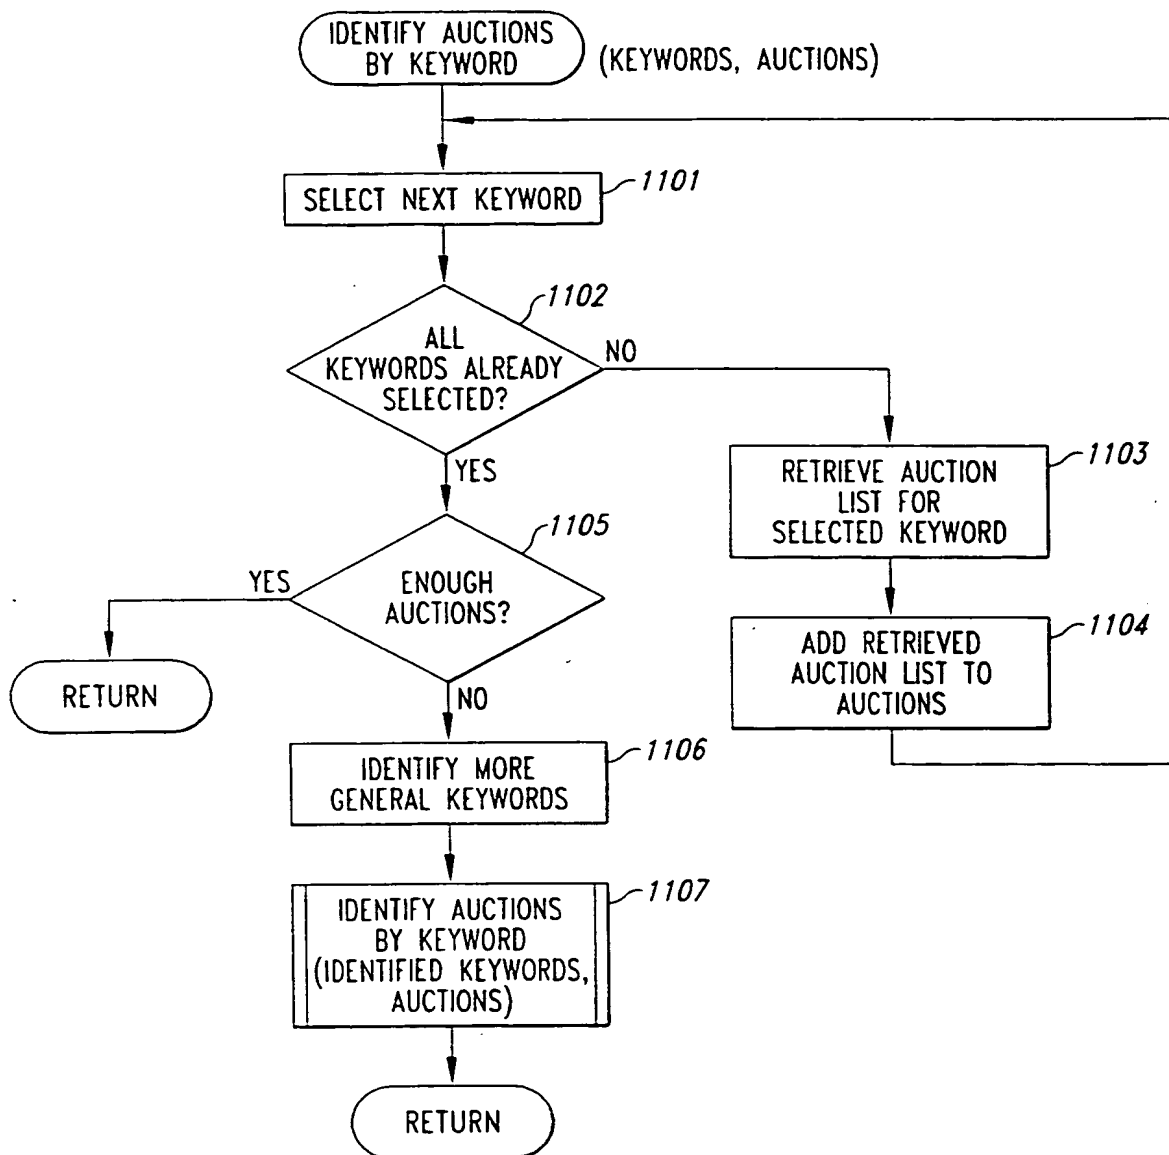 IDENTIFY AUCTIONS
BY KEYWORD
(KEYWORDS, AUCTIONS)
SELECT NEXT KEYWORD
1101
ALL
KEYWORDS ALREADY
SELECTED?
1102
NO
YES
RETRIEVE AUCTION
LIST FOR
SELECTED KEYWORD
1103
ADD RETRIEVED
AUCTION LIST TO
AUCTIONS
1104
ENOUGH
AUCTIONS?
1105
YES
RETURN
NO
IDENTIFY MORE
GENERAL KEYWORDS
1106
IDENTIFY AUCTIONS
BY KEYWORD
(IDENTIFIED KEYWORDS,
AUCTIONS)
1107
RETURN